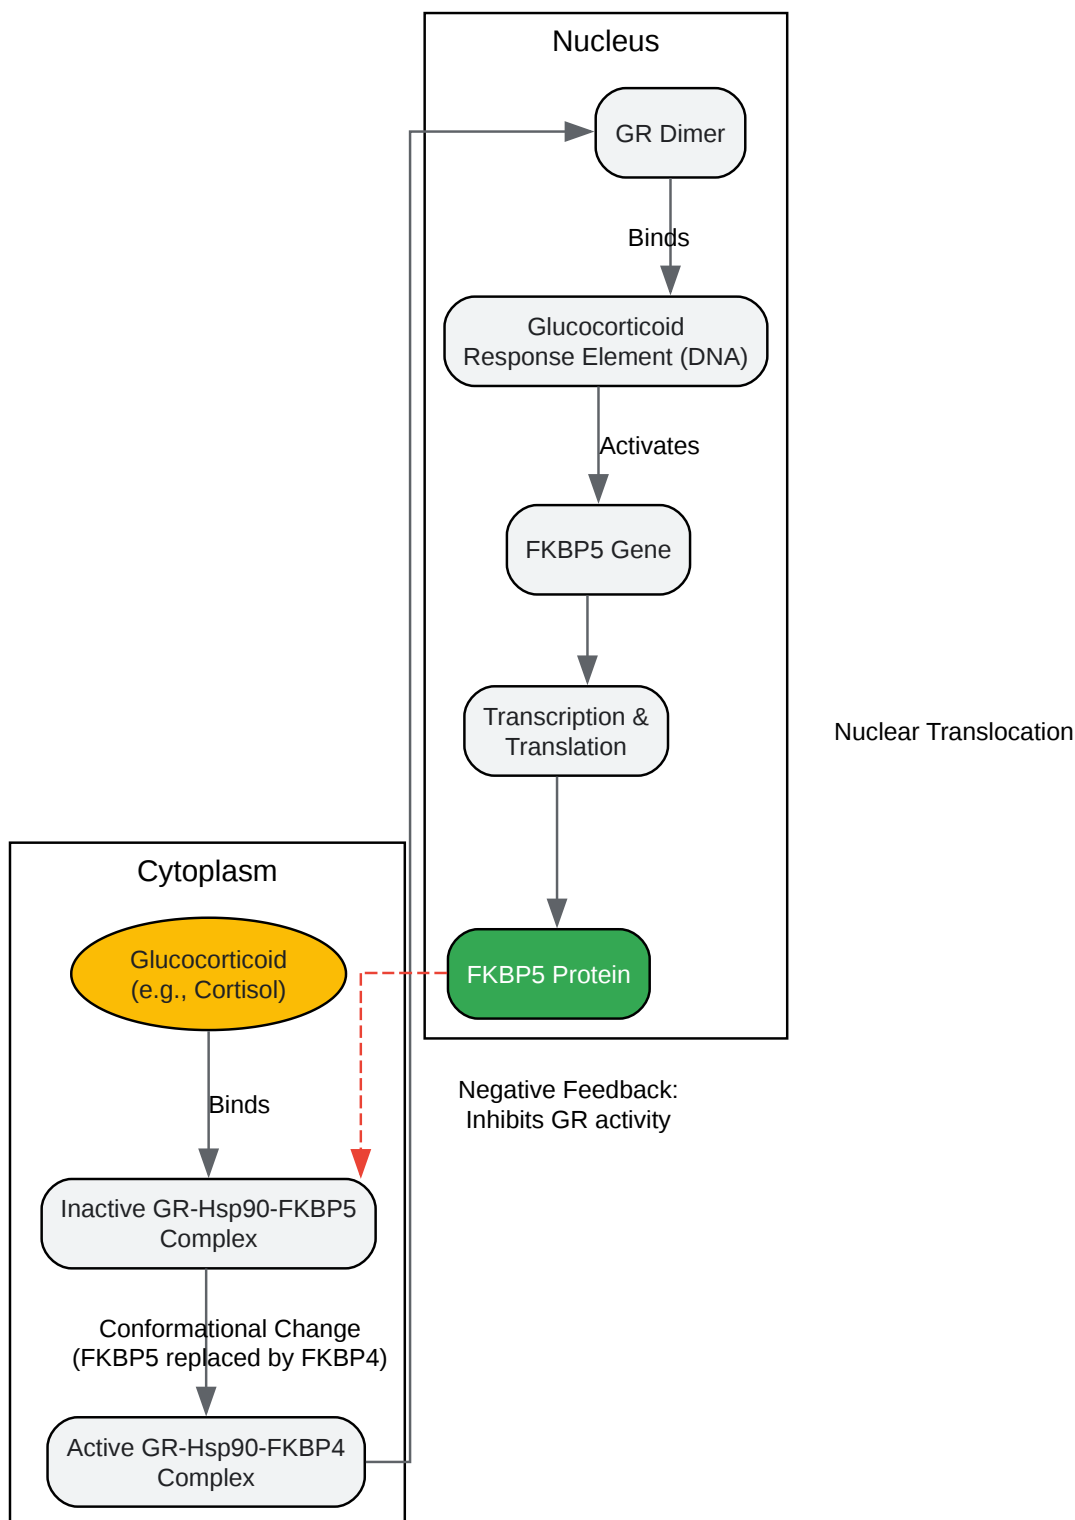 Nucleus
GR Dimer
Binds
Glucocorticoid
Response Element (DNA)
Activates
FKBP5 Gene
Transcription &
Translation
Nuclear Translocation
FKBP5 Protein
Negative Feedback:
Inhibits GR activity
Cytoplasm
Glucocorticoid
(e.g., Cortisol)
Binds
Inactive GR-Hsp90-FKBP5
Complex
Conformational Change
(FKBP5 replaced by FKBP4)
Active GR-Hsp90-FKBP4
Complex